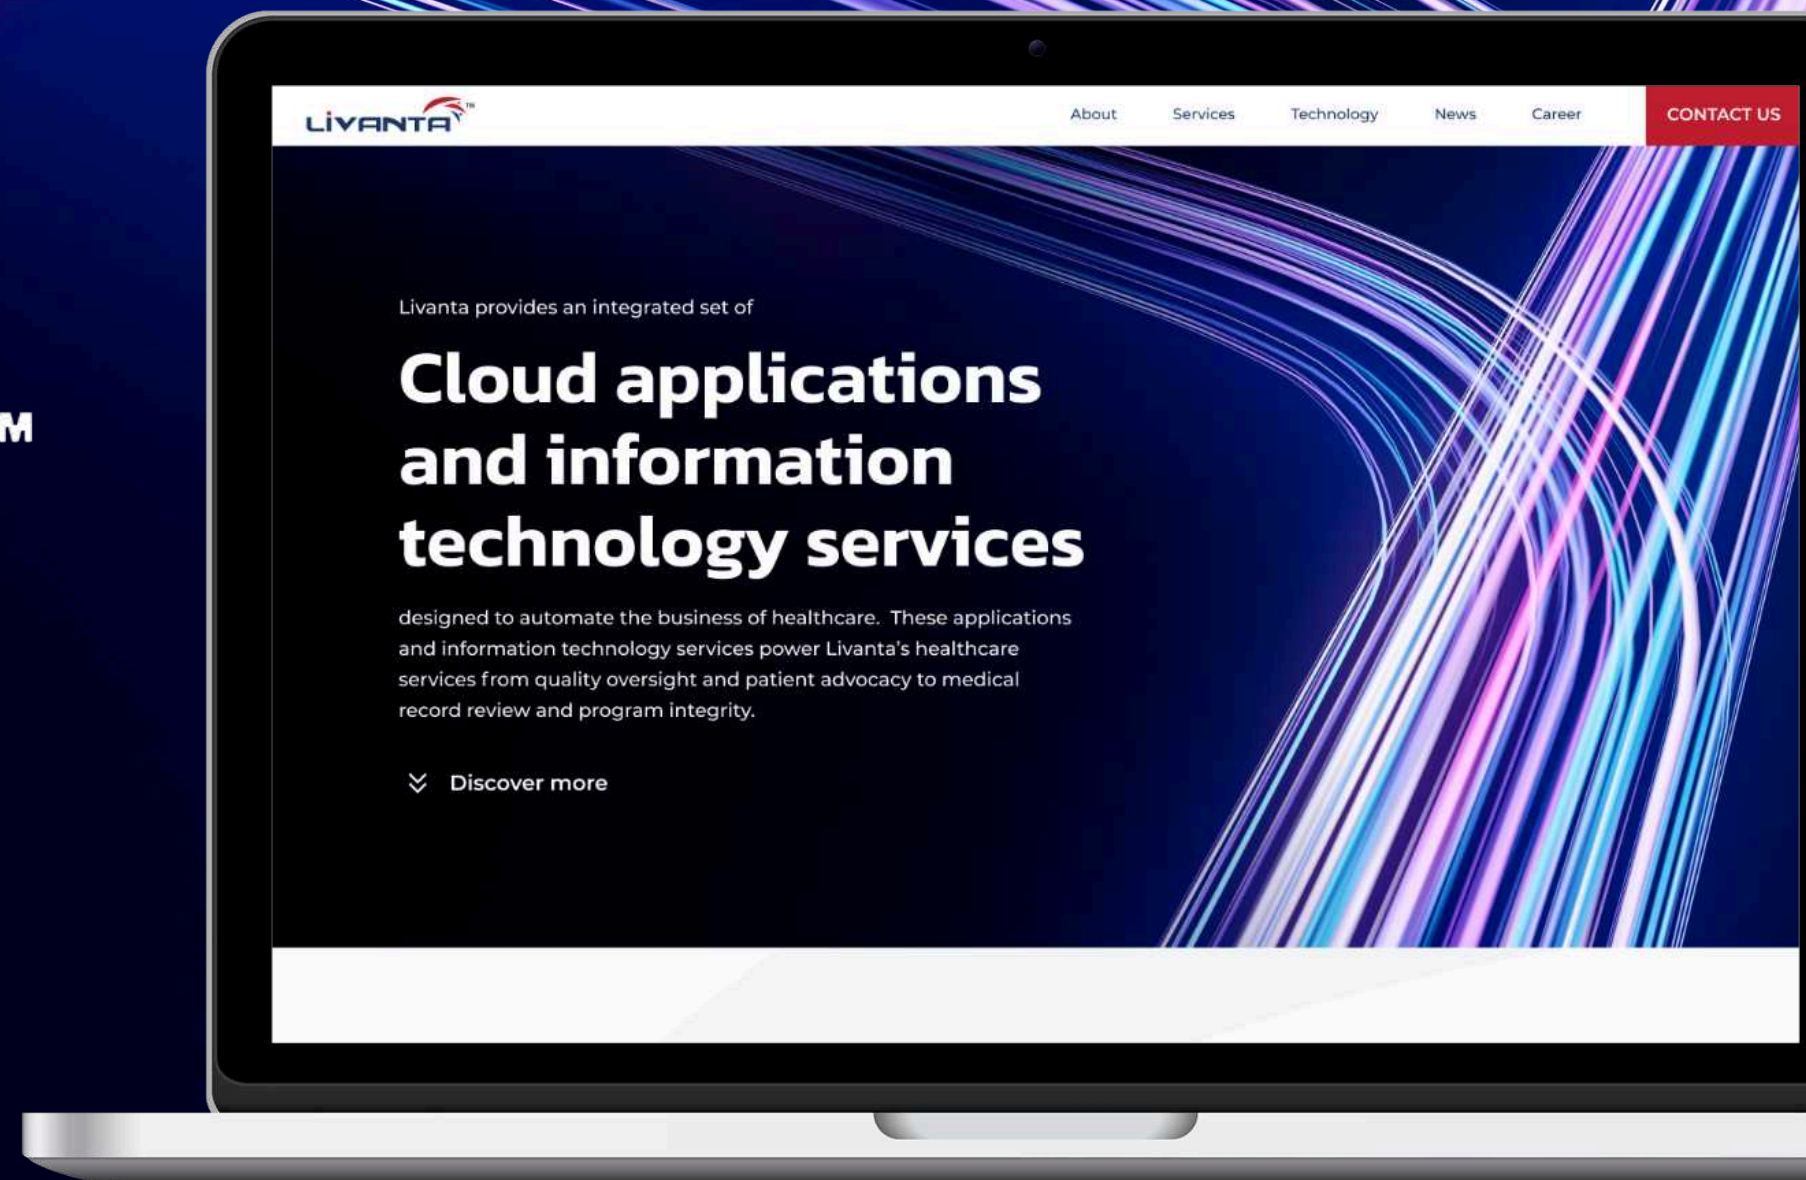 LIVANTA TM
About Services Technology News Career CONTACT US
Livanta provides an integrated set of
Cloud applications
and information
technology services
M
designed to automate the business of healthcare. These applications
and information technology services power Livanta's healthcare
services from quality oversight and patient advocacy to medical
record review and program integrity.
Discover more